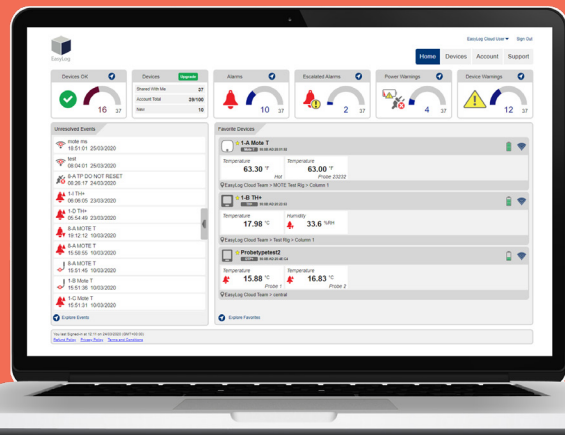 EasyLog Cloud User Sign Out
EasyLog
Home Devices Account Support
Devices OK
16 37
Devices Upgrade
Shared With Me 37
Account Total 29/100
New 10
Alarms
10 37
Escalated Alarms
2 37
Power Warnings
4 37
Device Warnings
12 37
Unresolved Events
mote ms
18:51:01 25/03/2020
test
08:04:01 25/03/2020
8-A TP DO NOT RESET
06:26:17 24/03/2020
1-I TH+
06:06:05 23/03/2020
1-D TH+
05:54:49 23/03/2020
8-A MOTE T
19:12:12 10/03/2020
8-A MOTE T
15:58:55 10/03/2020
8-A MOTE T
15:51:45 10/03/2020
1-B Mote T
15:51:36 10/03/2020
1-C Mote T
15:51:31 10/03/2020
Explore Events
Favorite Devices
1-A Mote T
Temperature Temperature
63.30 °F 63.00 °F
Hot Probe 23232
EasyLog Cloud Team > MOTE Test Rig > Column 1
1-B TH+
Temperature Humidity
17.98 °C 33.6 %RH
EasyLog Cloud Team > Test Rig > Column 1
Probetypetest2
Temperature Temperature
15.88 °C 16.83 °C
Probe 1 Probe 2
EasyLog Cloud Team > central
Explore Favorites
Refund Policy Privacy Policy Terms and Conditions